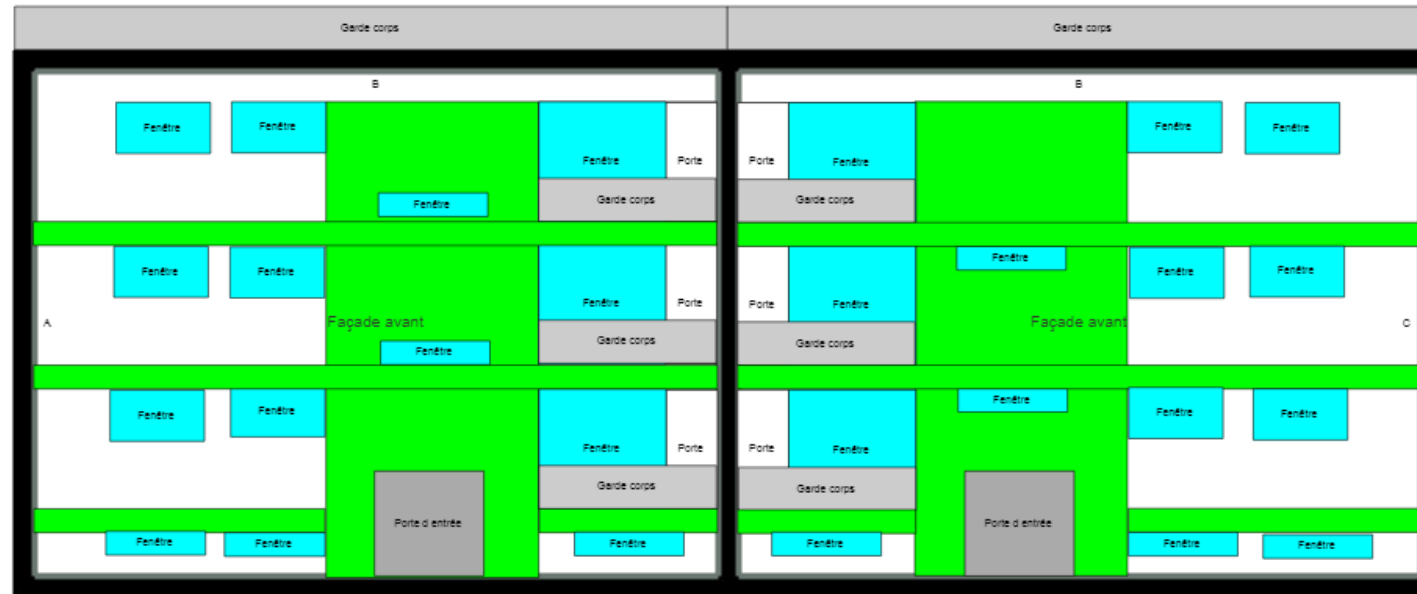 Garde corps Garde corps
B B
Fenêtre Fenêtre Fenêtre Fenêtre
Fenêtre Porte Porte Fenêtre
Fenêtre Garde corps Garde corps
Fenêtre Fenêtre Fenêtre Fenêtre Fenêtre
Fenêtre Porte Porte Fenêtre
A Façade avant Façade avant C
Fenêtre Garde corps Garde corps
Fenêtre Fenêtre Fenêtre Fenêtre Fenêtre
Fenêtre Porte Porte Fenêtre
Garde corps Garde corps
Porte d entrée Porte d entrée
Fenêtre Fenêtre Fenêtre Fenêtre Fenêtre Fenêtre